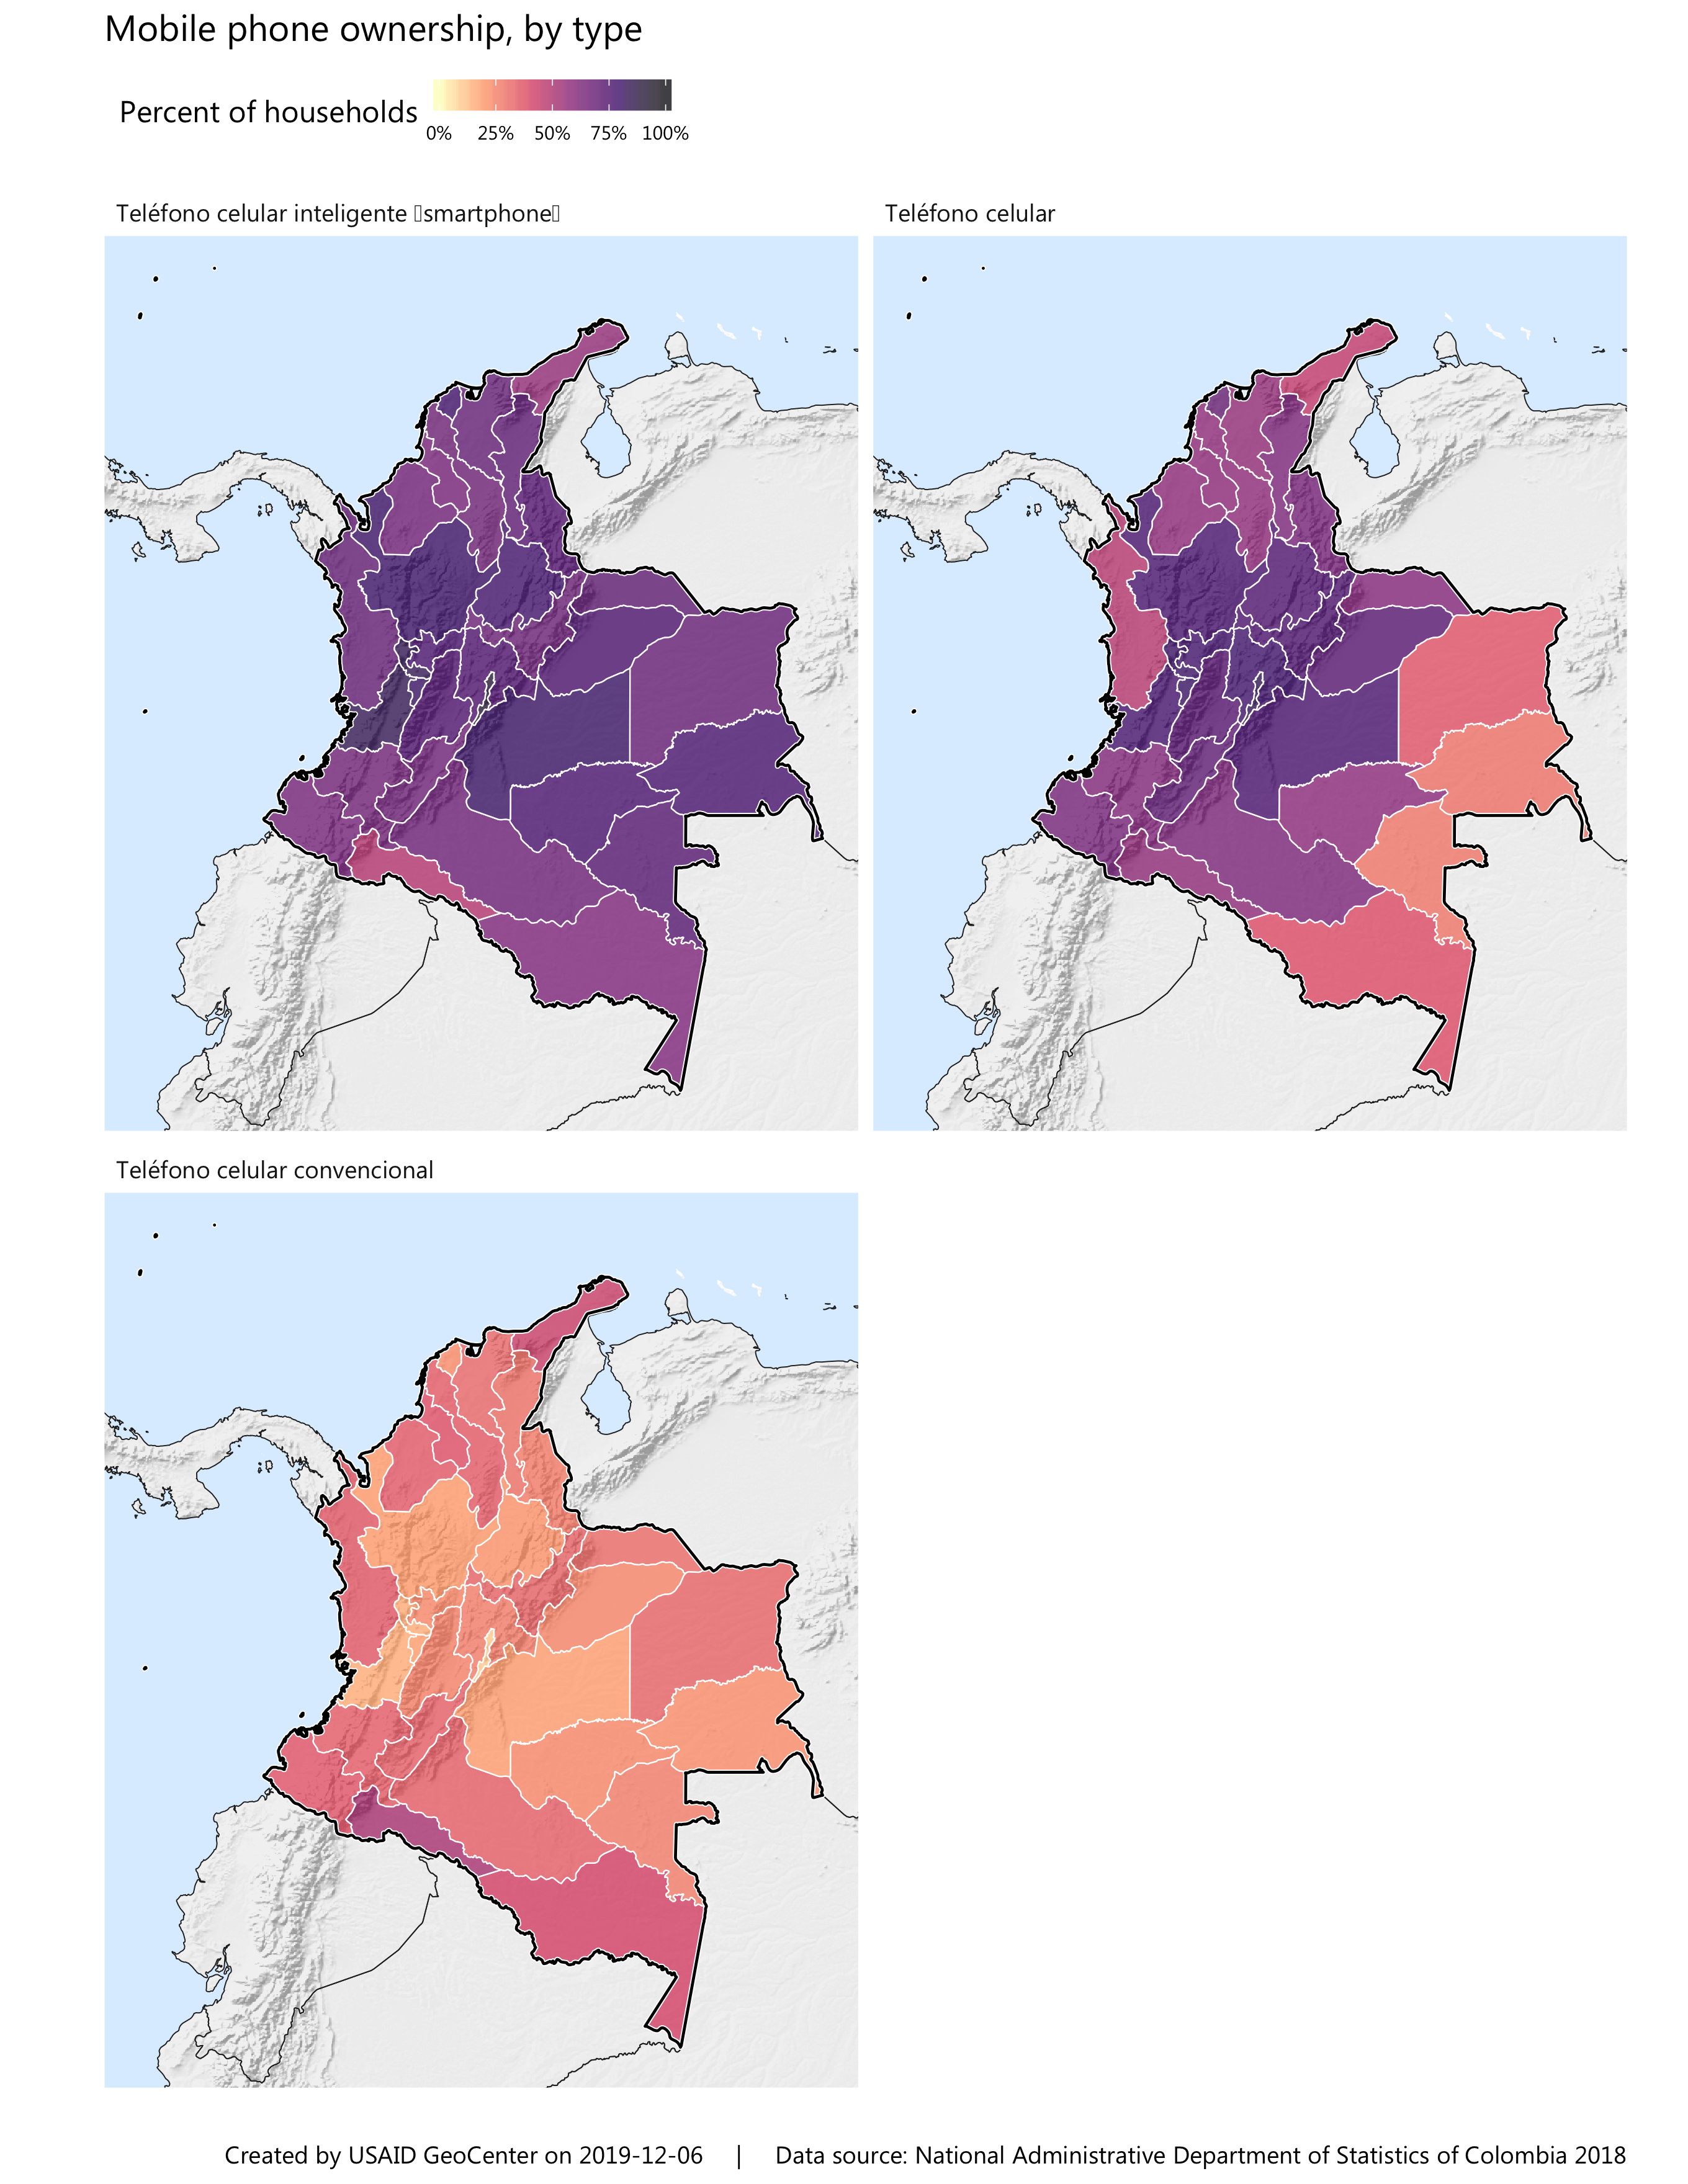 Mobile phone ownership, by type
Percent of households
0% 25% 50% 75% 100%
Teléfono celular inteligente smartphone
Teléfono celular
Teléfono celular convencional
Created by USAID GeoCenter on 2019-12-06 | Data source: National Administrative Department of Statistics of Colombia 2018